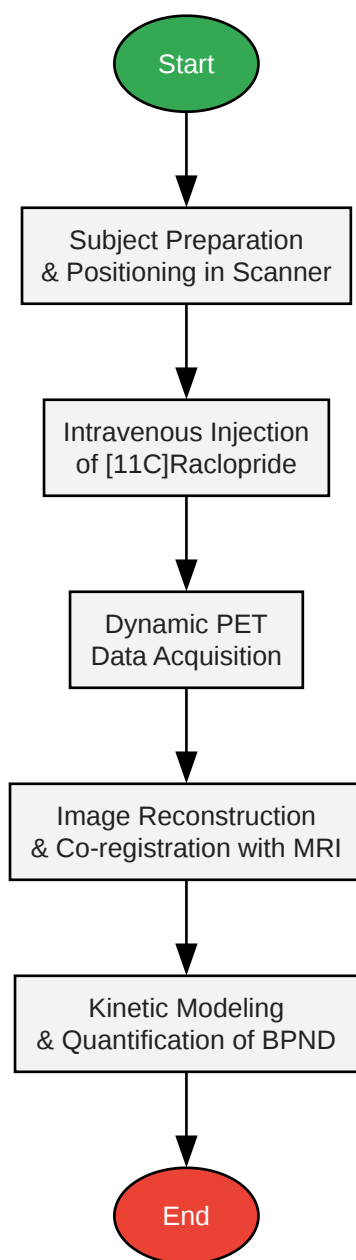 Start
Subject Preparation
& Positioning in Scanner
Intravenous Injection
of [11C]Raclopride
Dynamic PET
Data Acquisition
Image Reconstruction
& Co-registration with MRI
Kinetic Modeling
& Quantification of BPND
End